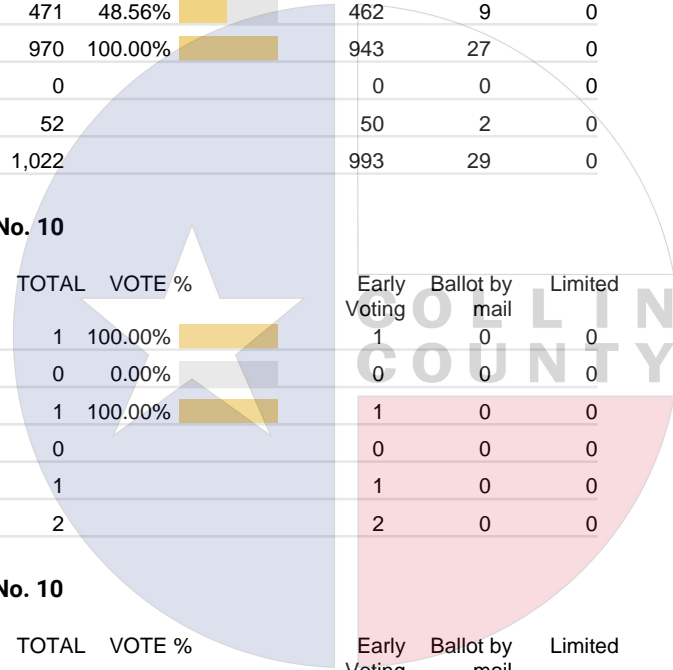 471 48.56% 462 9 0
970 100.00% 943 27 0
0 0 0 0
52 50 2 0
1,022 993 29 0
No. 10
TOTAL VOTE % Early Voting Ballot by mail Limited
1 100.00% 1 0 0
0 0.00% 0 0 0
1 100.00% 1 0 0
0 0 0 0
1 1 0 0
2 2 0 0
COLLIN
COUNTY
No. 10
TOTAL VOTE % Early Voting Ballot by mail Limited